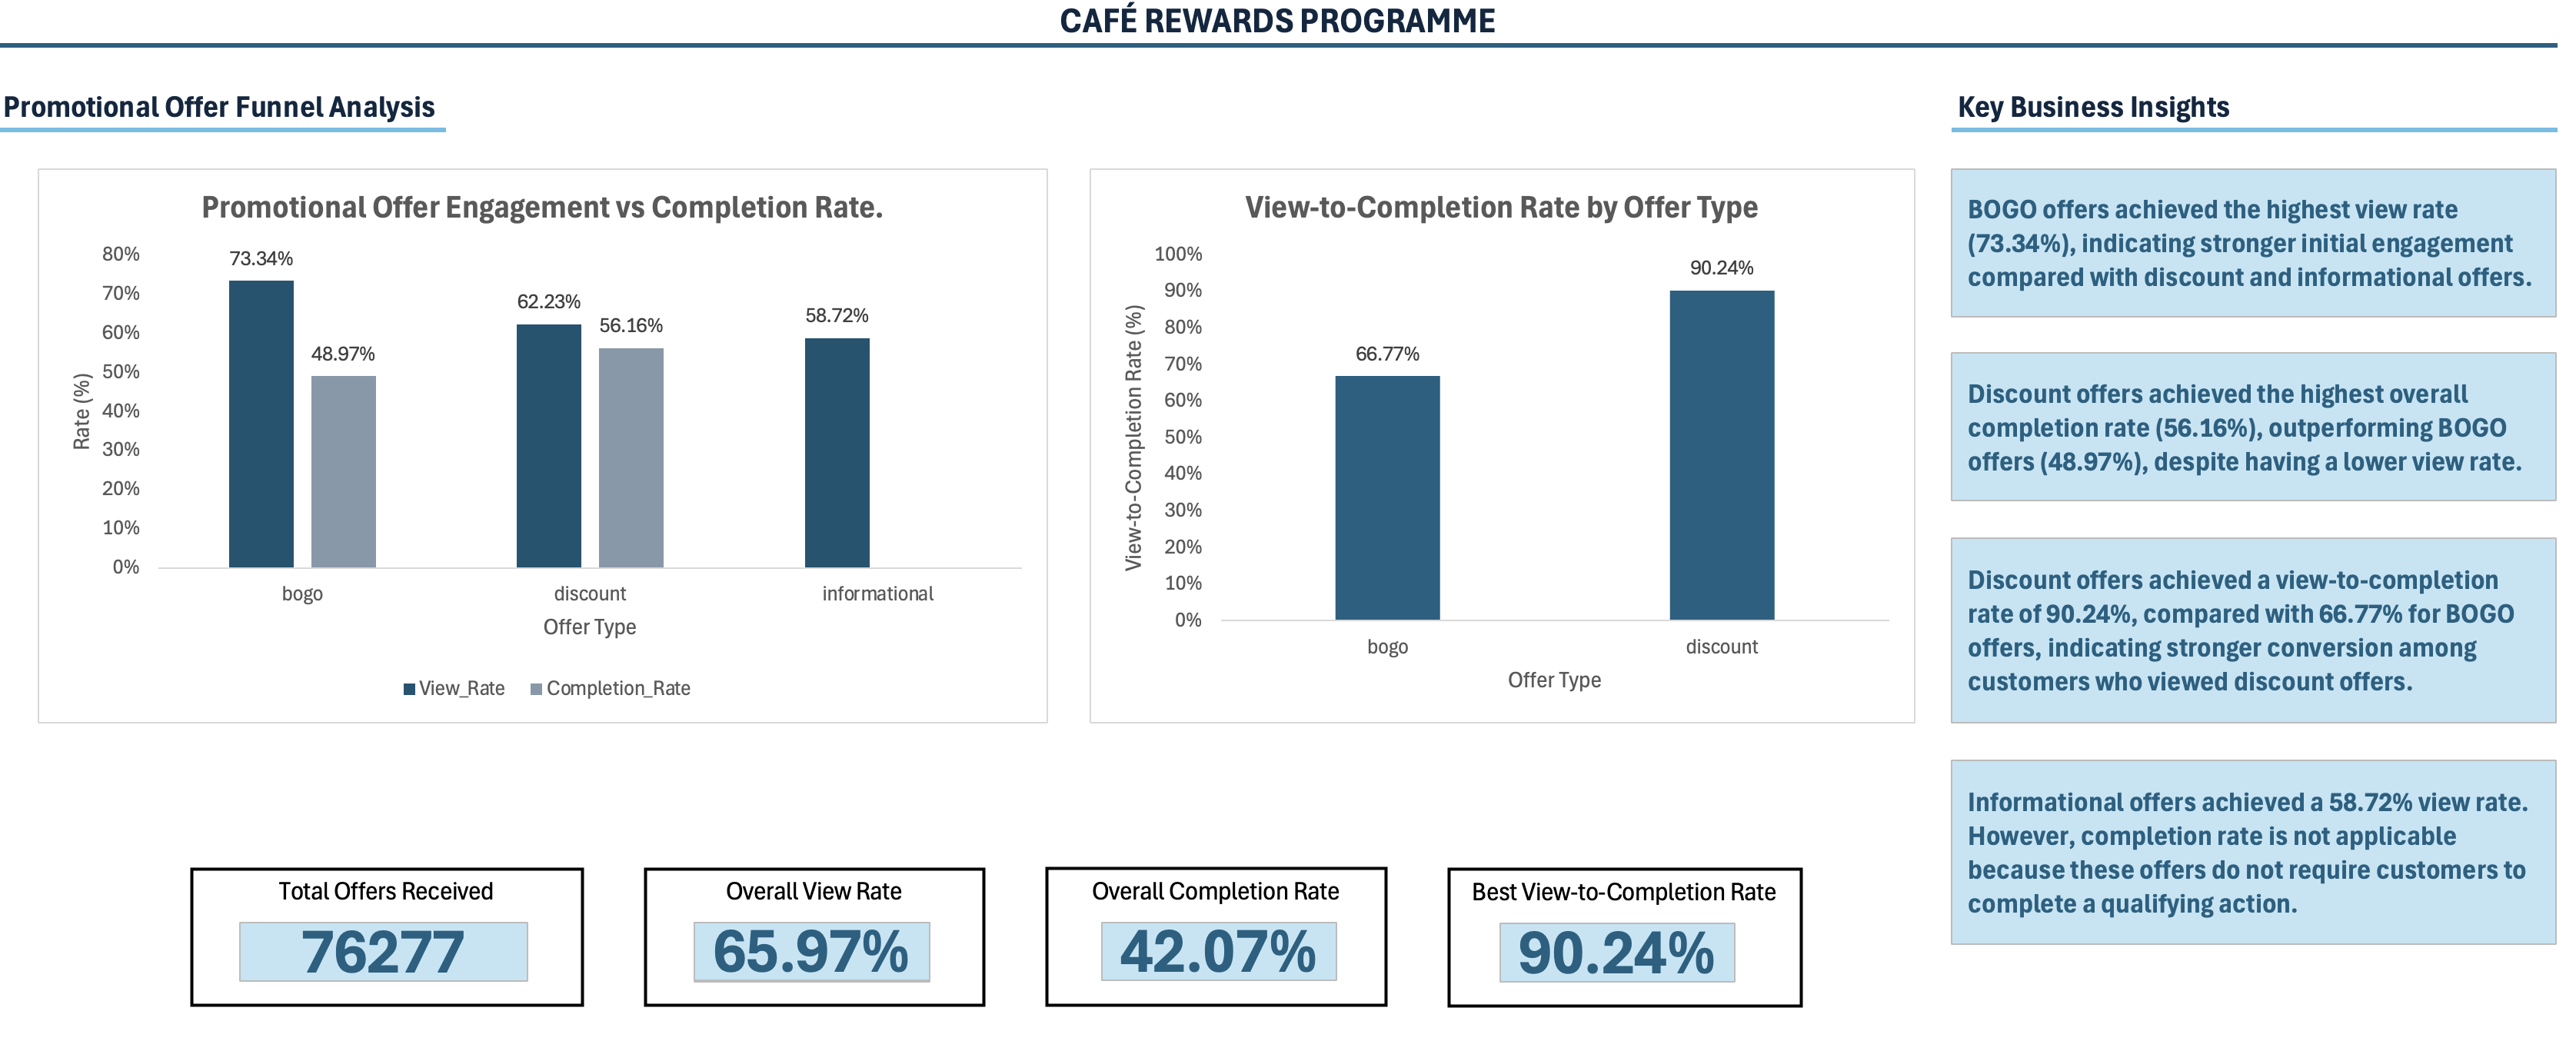 CAFÉ REWARDS PROGRAMME
Promotional Offer Funnel Analysis
Promotional Offer Engagement vs Completion Rate.
80%
70%
60%
50%
40%
30%
20%
10%
0%
Rate (%)
73.34%
48.97%
62.23%
56.16%
58.72%
bogo
discount
informational
Offer Type
View_Rate
Completion_Rate
View-to-Completion Rate by Offer Type
100%
90%
80%
70%
60%
50%
40%
30%
20%
10%
0%
View-to-Completion Rate (%)
66.77%
90.24%
bogo
discount
Offer Type
Key Business Insights
BOGO offers achieved the highest view rate
(73.34%), indicating stronger initial engagement
compared with discount and informational offers.
Discount offers achieved the highest overall
completion rate (56.16%), outperforming BOGO
offers (48.97%), despite having a lower view rate.
Discount offers achieved a view-to-completion
rate of 90.24%, compared with 66.77% for BOGO
offers, indicating stronger conversion among
customers who viewed discount offers.
Informational offers achieved a 58.72% view rate.
However, completion rate is not applicable
because these offers do not require customers to
complete a qualifying action.
Total Offers Received
76277
Overall View Rate
65.97%
Overall Completion Rate
42.07%
Best View-to-Completion Rate
90.24%